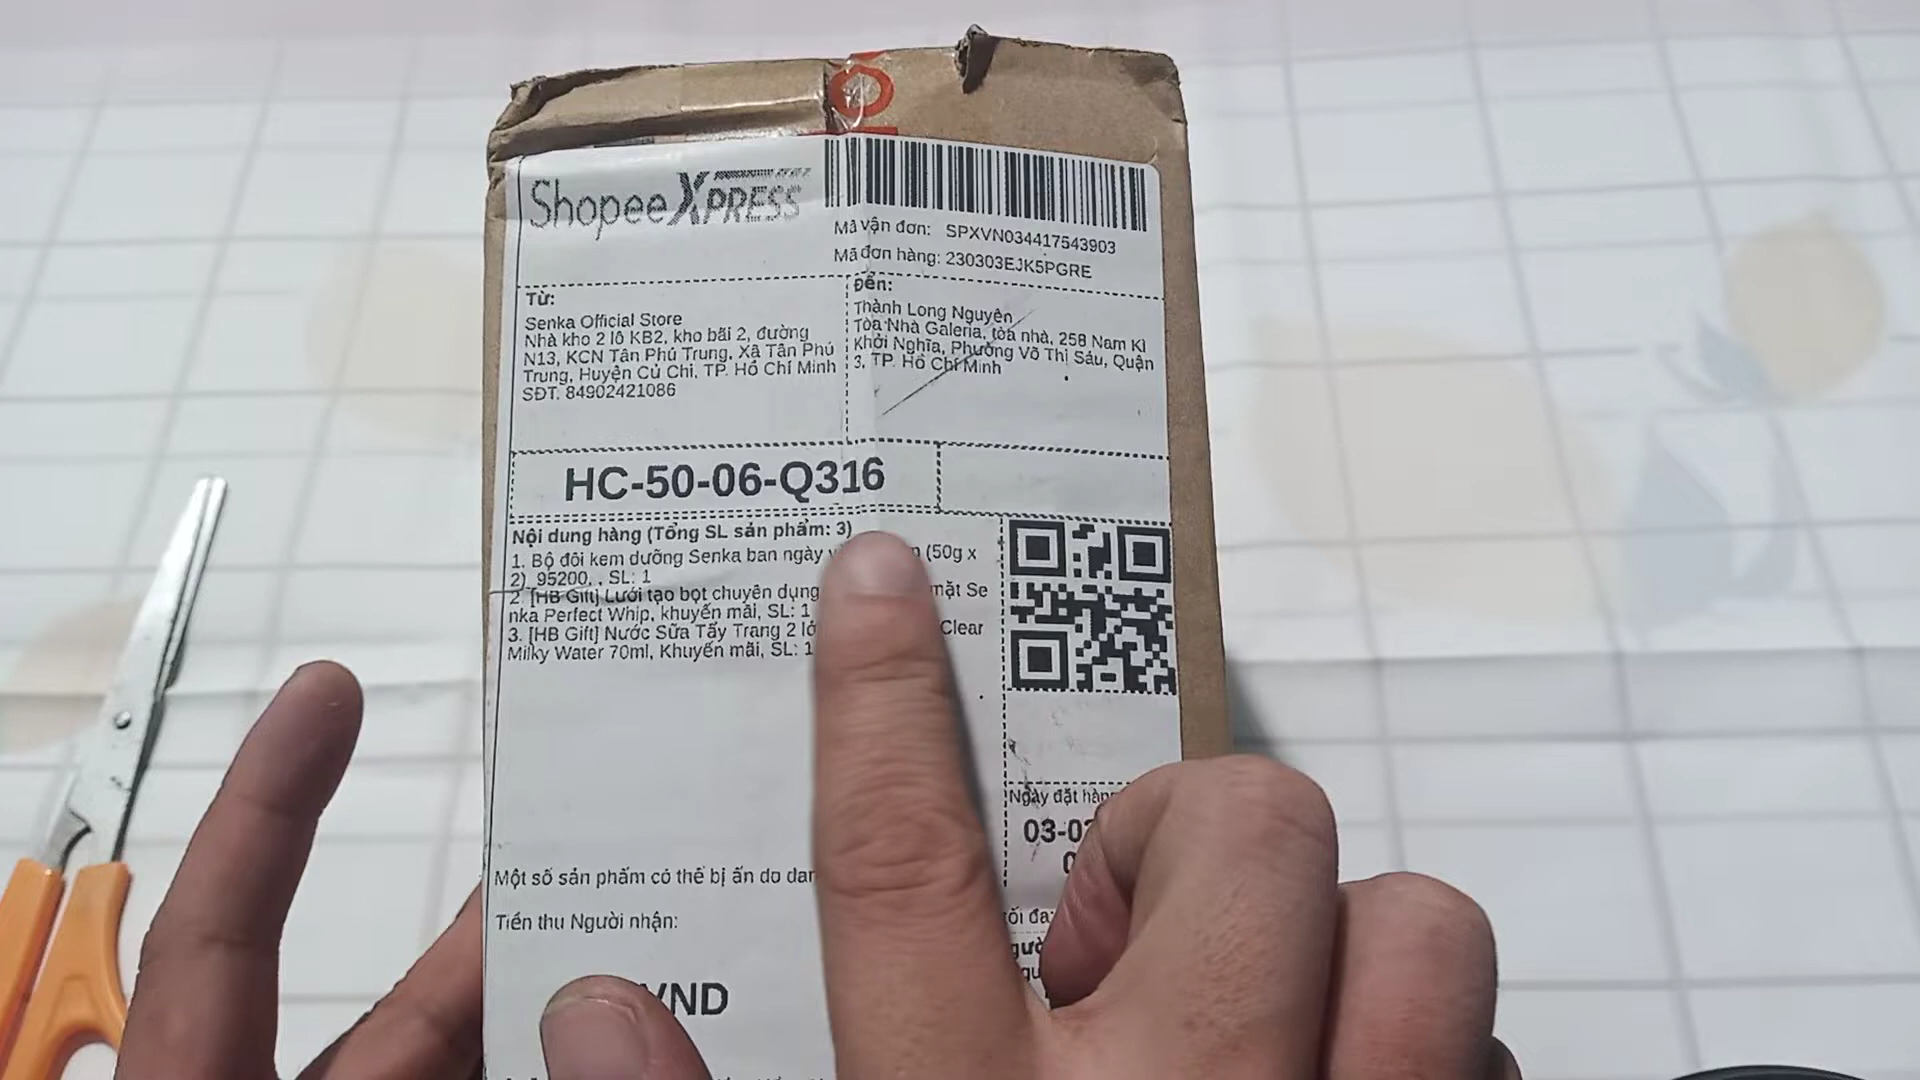 Shopee XPRESS
Mã vận đơn: SPXVN034417543903
Mã đơn hàng: 230303EJK5PGRE
Từ:
Senka Official Store
Nhà kho 2 lô KB2, kho bãi 2, đường
N13, KCN Tân Phú Trung, Xã Tân Phú
Trung, Huyện Củ Chi, TP. Hồ Chí Minh
SĐT. 84902421086
Đến:
Thành Long Nguyên
Tòa Nhà Galeria, tòa nhà, 258 Nam Kì
Khởi Nghĩa, Phường Võ Thị Sáu, Quận
3, TP. Hồ Chí Minh
HC-50-06-Q316
Nội dung hàng (Tổng SL sản phẩm: 3)
1. Bộ đôi kem dưỡng Senka ban ngày (50g x
2)_95200, , SL: 1
2. [HB Gift] Lưới tạo bọt chuyên dụng mặt Se
nka Perfect Whip, khuyến mãi, SL: 1
3. [HB Gift] Nước Sữa Tẩy Trang 2 Clear
Milky Water 70ml, Khuyến mãi, SL: 1
Ngày đặt
Một số sản phẩm có thể bị ẩn do
Tiền thu Người nhận:
VND